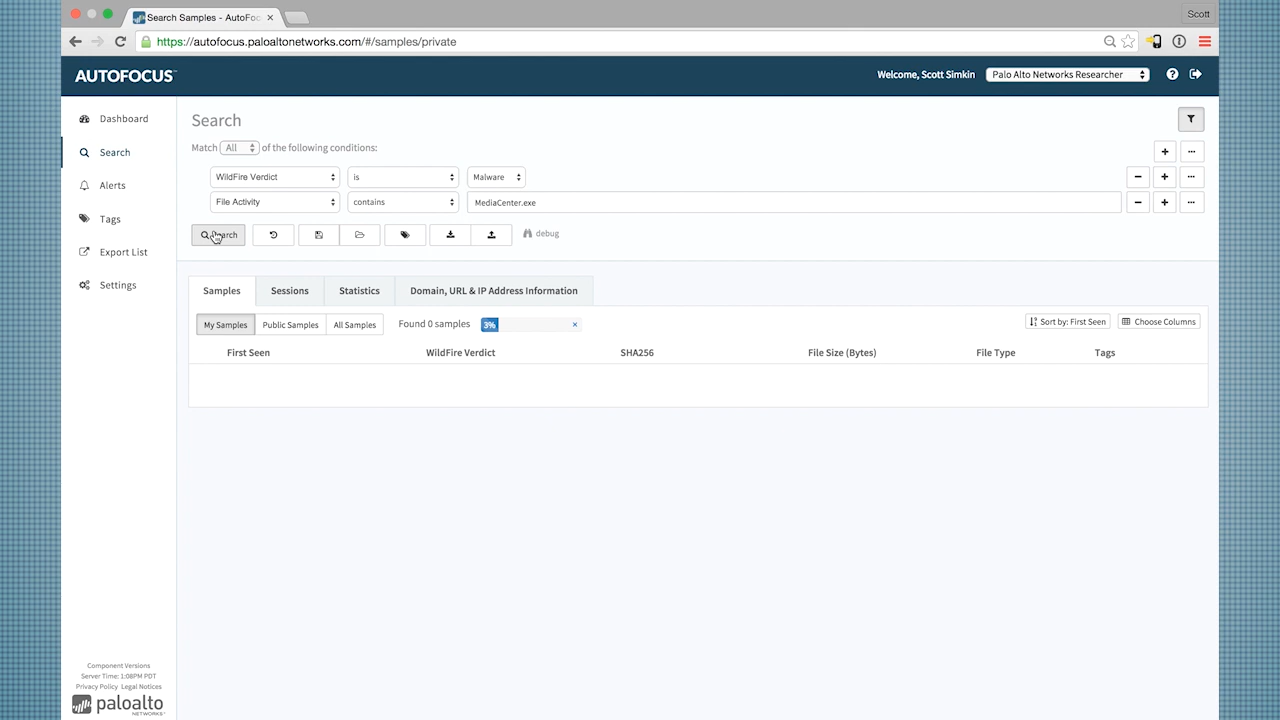 Search Samples - AutoFoc
Scott
https://autofocus.paloaltonetworks.com/#/samples/private
AUTOFOCUS™
Welcome, Scott Simkin
Palo Alto Networks Researcher
Dashboard
Search
Alerts
Tags
Export List
Settings
Search
Match All of the following conditions:
WildFire Verdict is Malware
File Activity contains MediaCenter.exe
Search
debug
Samples Sessions Statistics Domain, URL & IP Address Information
My Samples Public Samples All Samples Found 0 samples 3% Sort by: First Seen Choose Columns
First Seen WildFire Verdict SHA256 File Size (Bytes) File Type Tags
Component Versions
Server Time: 1:08PM PDT
Privacy Policy Legal Notices
paloalto
NETWORKS